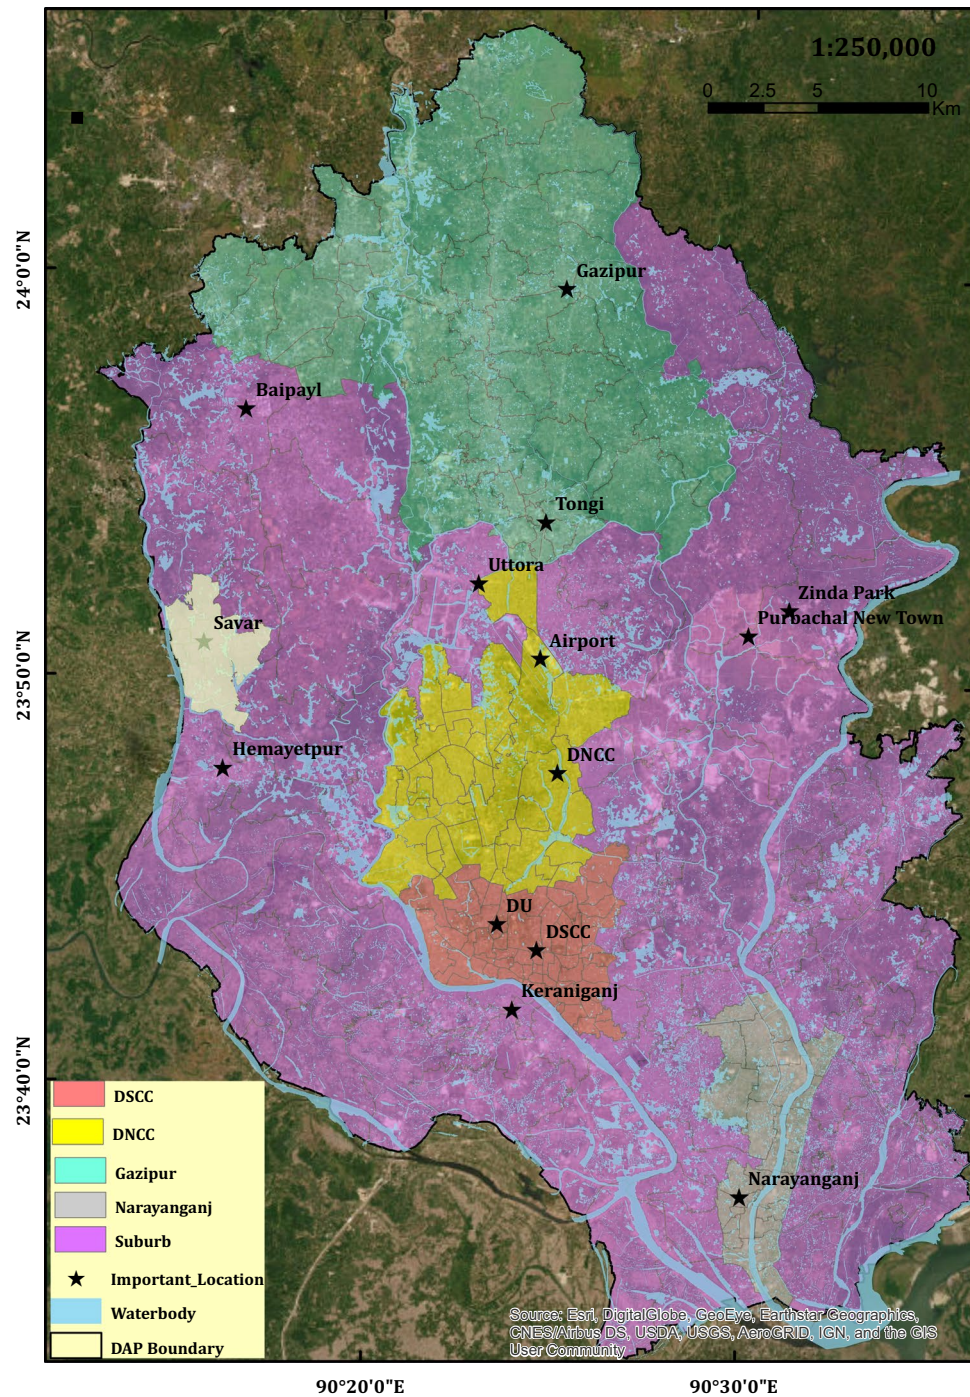 1:250,000
0 2.5 5 10
Km
24°0'0"N
Gazipur
Baipayl
Tongi
Uttora
Zinda Park
Purbachal New Town
Savar
Airport
23°50'0"N
Hemayetpur
DNCC
DU
DSCC
Keraniganj
23°40'0"N
DSCC
DNCC
Gazipur
Narayanganj
Suburb
Important_Location
Waterbody
DAP Boundary
Narayanganj
Source: Esri, DigitalGlobe, GeoEye, Earthstar Geographics,
CNES/Airbus DS, USDA, USGS, AeroGRID, IGN, and the GIS
User Community
90°20'0"E
90°30'0"E